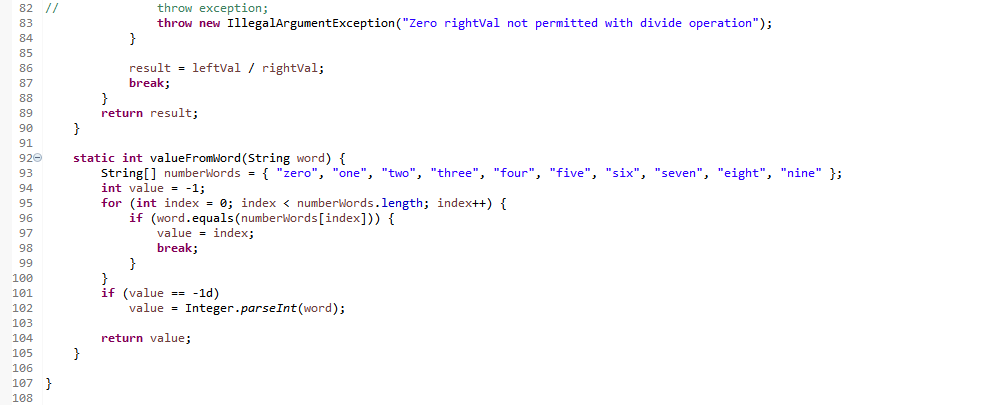 82 //              throw exception;
83                 throw new IllegalArgumentException("Zero rightVal not permitted with divide operation");
84             }
85
86             result = leftVal / rightVal;
87             break;
88         }
89         return result;
90     }
91
92⊖    static int valueFromWord(String word) {
93         String[] numberWords = { "zero", "one", "two", "three", "four", "five", "six", "seven", "eight", "nine" };
94         int value = -1;
95         for (int index = 0; index < numberWords.length; index++) {
96             if (word.equals(numberWords[index])) {
97                 value = index;
98                 break;
99             }
100         }
101         if (value == -1d)
102             value = Integer.parseInt(word);
103
104         return value;
105     }
106
107 }
108